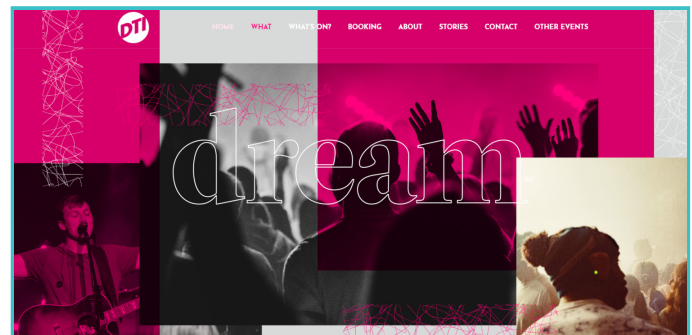 DTI
HOME WHAT WHAT'S ON? BOOKING ABOUT STORIES CONTACT OTHER EVENTS
dream